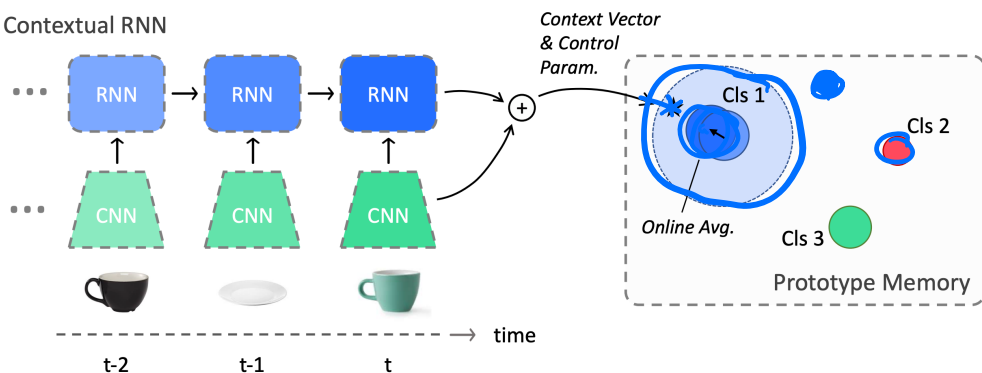 Contextual RNN
Context Vector
& Control
Param.
RNN
RNN
RNN
+
Cls 1
Cls 2
CNN
CNN
CNN
Online Avg.
Cls 3
Prototype Memory
time
t-2
t-1
t